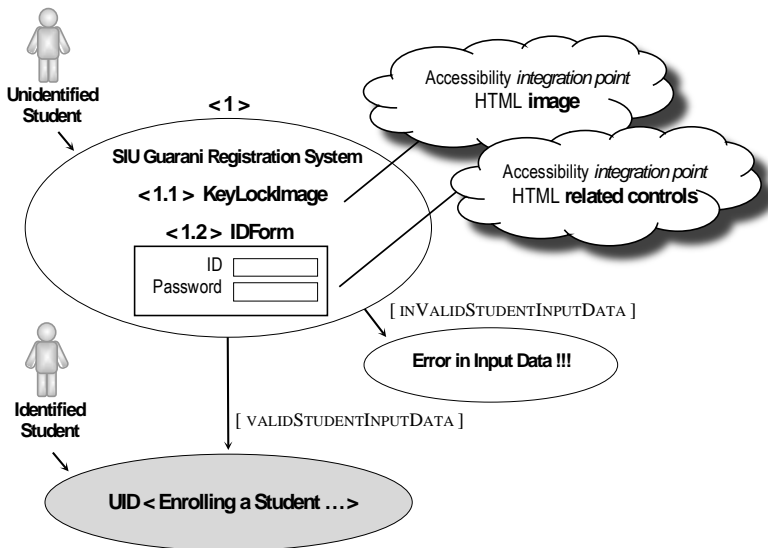 Unidentified
Student
< 1 >
SIU Guarani Registration System
< 1.1 > KeyLockImage
< 1.2 > IDForm
ID
Password
Accessibility integration point
HTML image
Accessibility integration point
HTML related controls
[ INVALIDSTUDENTINPUTDATA ]
Error in Input Data !!!
Identified
Student
[ VALIDSTUDENTINPUTDATA ]
UID < Enrolling a Student … >